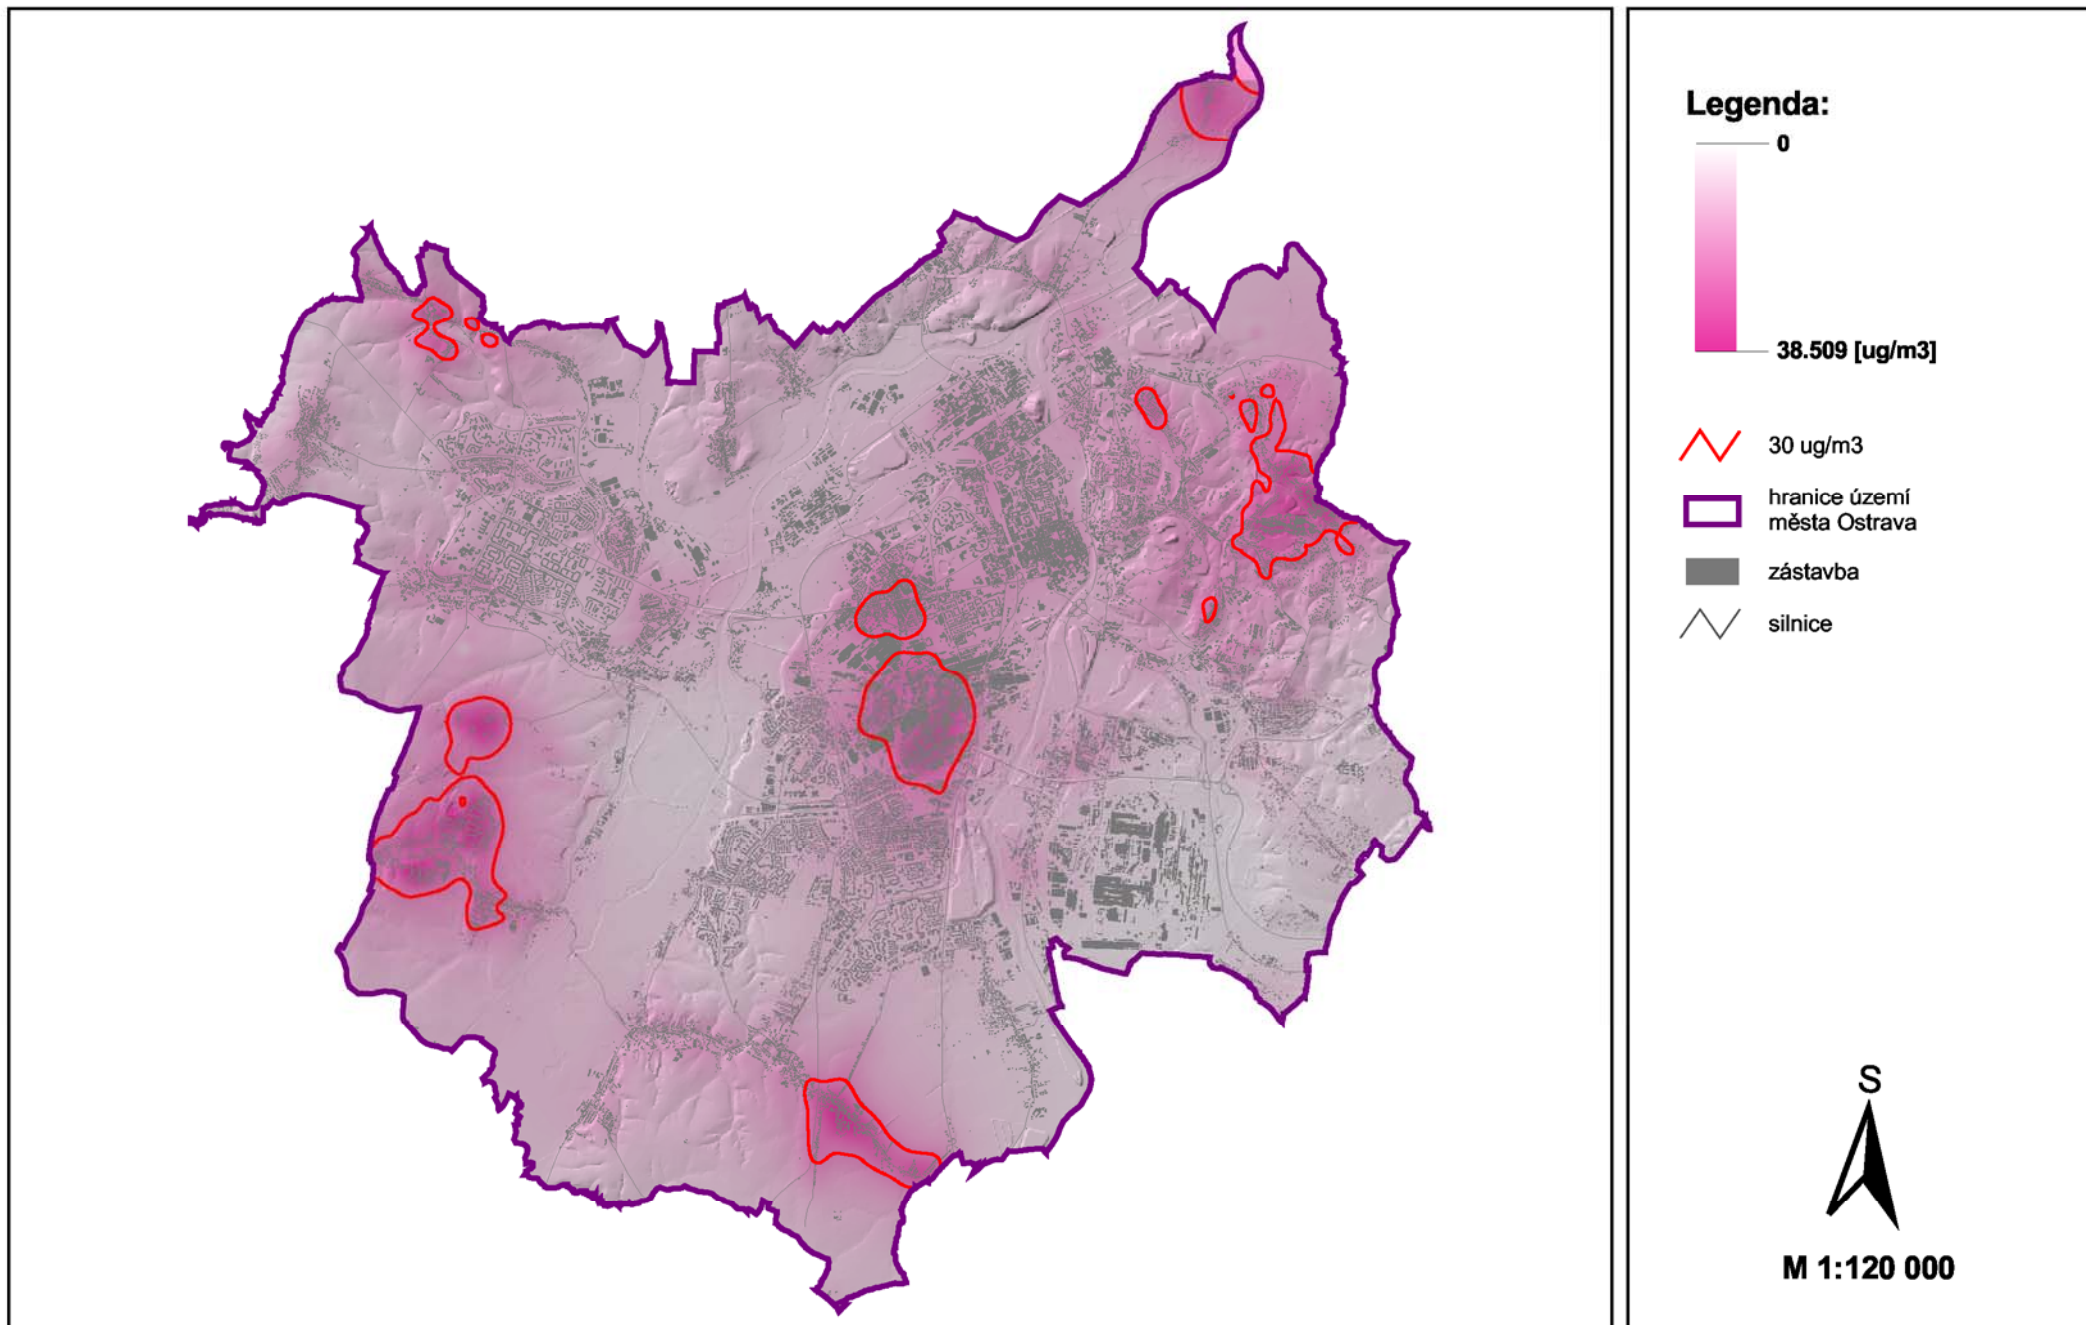 Legenda:
0
38.509 [ug/m3]
30 ug/m3
hranice území
města Ostrava
zástavba
silnice
S
M 1:120 000